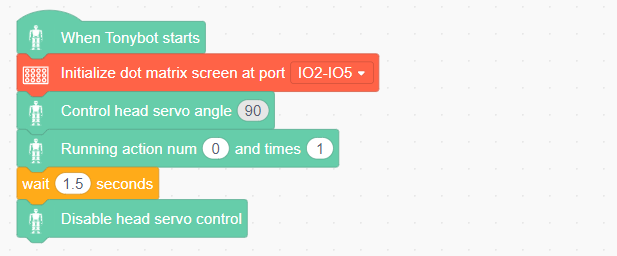 When Tonybot starts
Initialize dot matrix screen at port IO2-IO5
Control head servo angle 90
Running action num 0 and times 1
wait 1.5 seconds
Disable head servo control